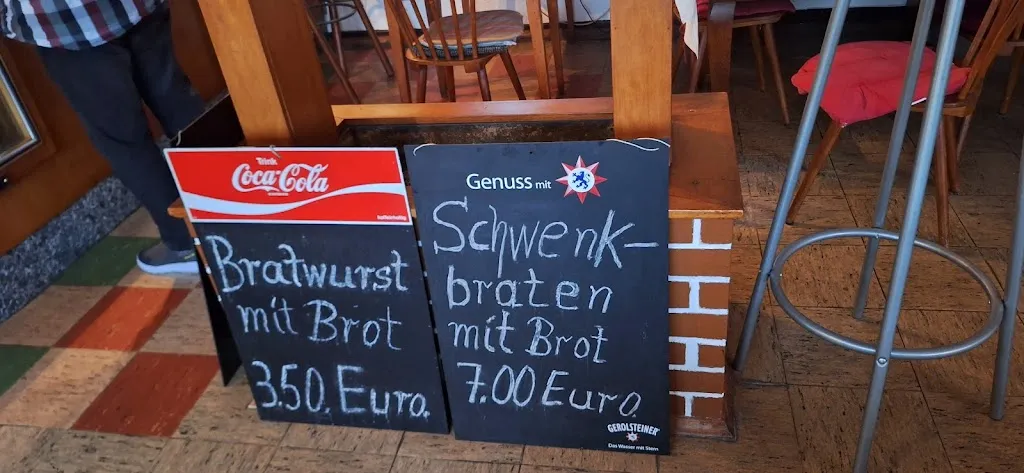 Trink
Coca-Cola
koffeinhaltig
Bratwurst
mit Brot
3.50. Euro.
Genuss mit
Schwenk-
braten
mit Brot
7.00 Euro.
GEROLSTEINER
Das Wasser mit Stern